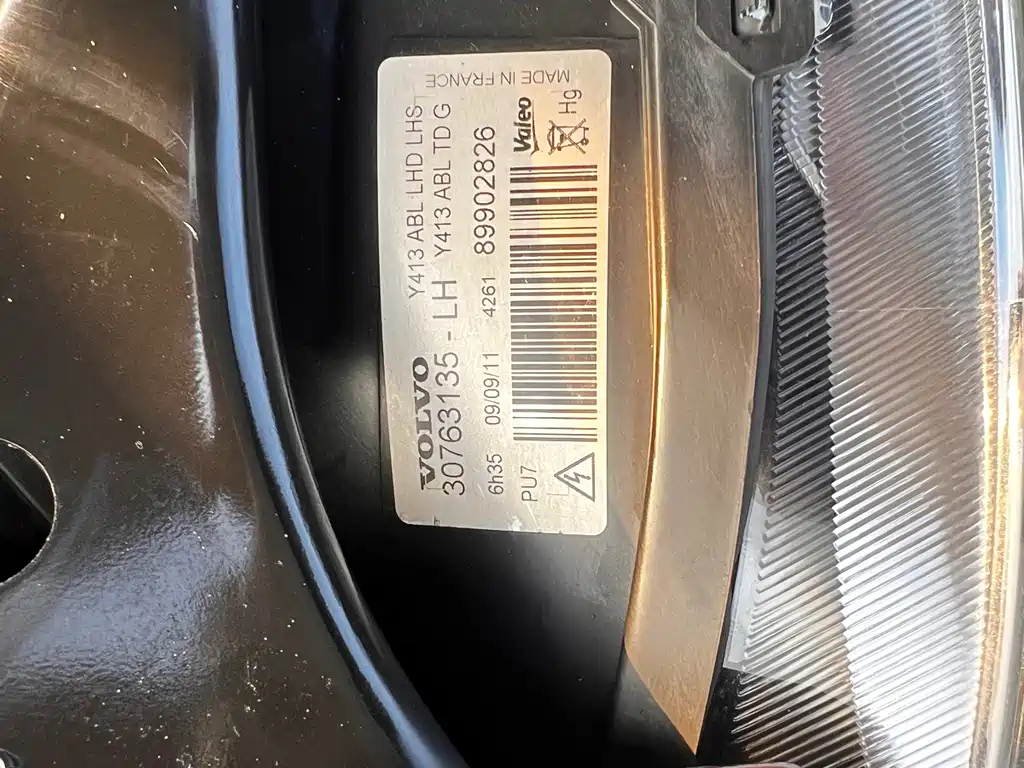 VOLVO
Y413 ABL LHD LHS
30763135 - LH Y413 ABL TD G
6h35 09/09/11 4261 89902826
PU7
Valeo
Hg
MADE IN FRANCE